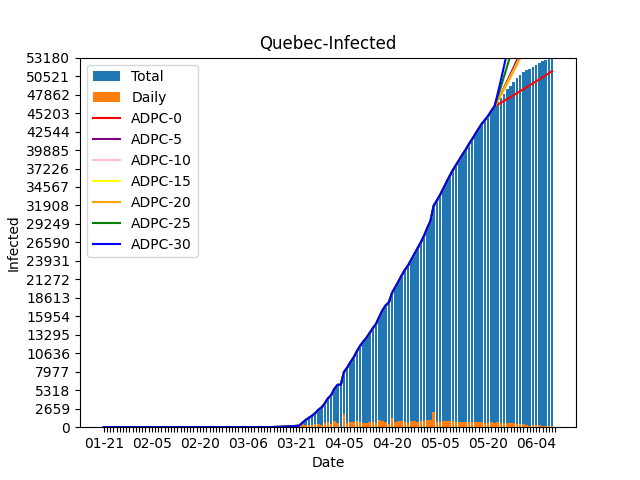 Quebec-Infected
53180
50521
47862
45203
42544
39885
37226
34567
31908
29249
26590
23931
21272
18613
15954
13295
10636
7977
5318
2659
0
Infected
Total
Daily
ADPC-0
ADPC-5
ADPC-10
ADPC-15
ADPC-20
ADPC-25
ADPC-30
01-21 02-05 02-20 03-06 03-21 04-05 04-20 05-05 05-20 06-04
Date